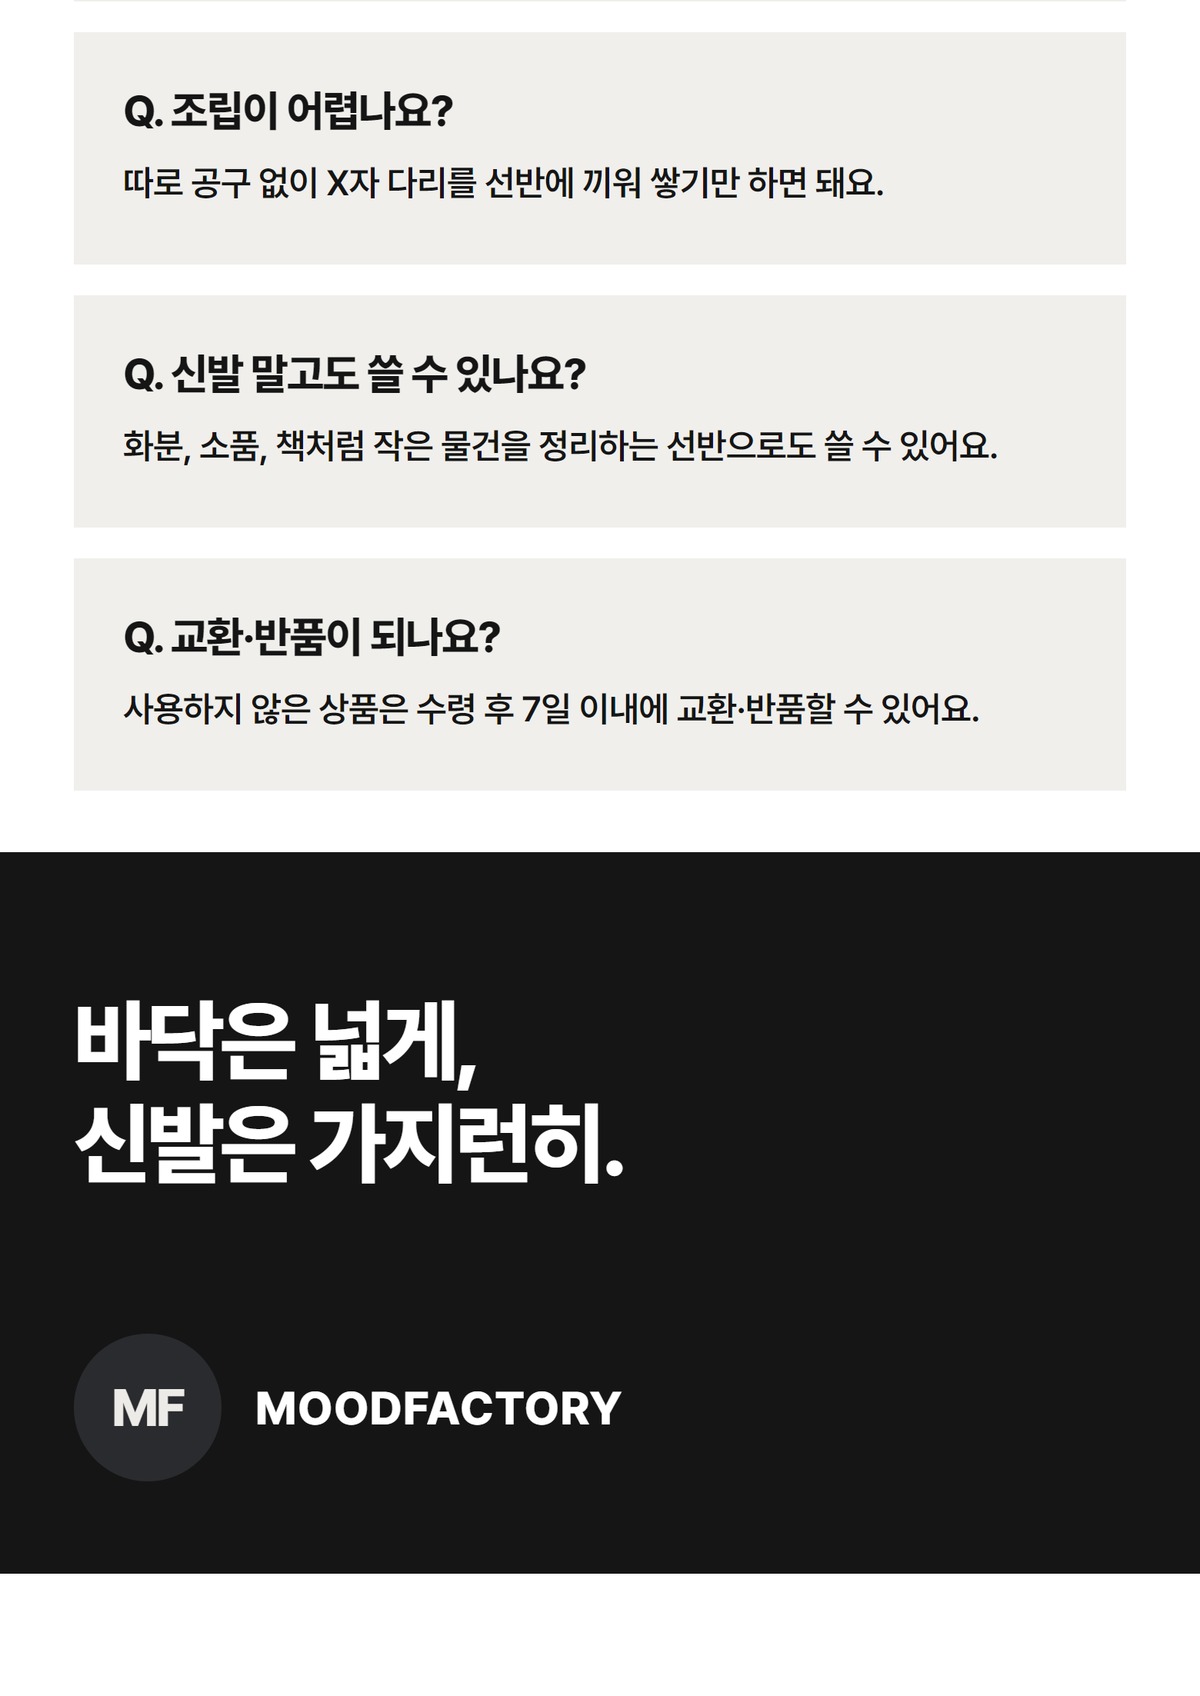 Q. 조립이 어렵나요?
따로 공구 없이 X자 다리를 선반에 끼워 쌓기만 하면 돼요.
Q. 신발 말고도 쓸 수 있나요?
화분, 소품, 책처럼 작은 물건을 정리하는 선반으로도 쓸 수 있어요.
Q. 교환·반품이 되나요?
사용하지 않은 상품은 수령 후 7일 이내에 교환·반품할 수 있어요.
바닥은 넓게,
신발은 가지런히.
MF MOODFACTORY